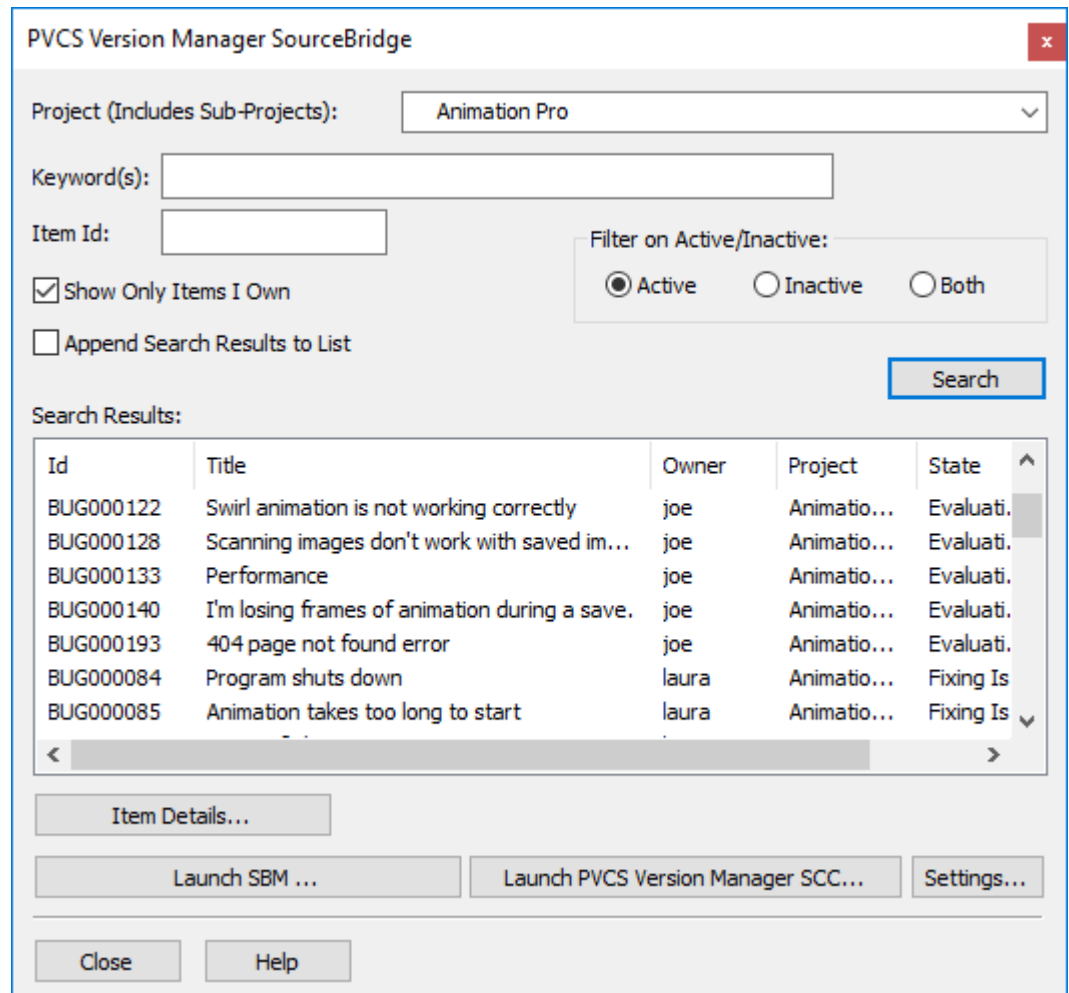 PVCS Version Manager SourceBridge
x
Project (Includes Sub-Projects): Animation Pro
Keyword(s):
Item Id:
Filter on Active/Inactive:
Show Only Items I Own Active Inactive Both
Append Search Results to List
Search
Search Results:
Id Title Owner Project State
BUG000122 Swirl animation is not working correctly joe Animatio... Evaluati.
BUG000128 Scanning images don't work with saved im... joe Animatio... Evaluati.
BUG000133 Performance joe Animatio... Evaluati.
BUG000140 I'm losing frames of animation during a save. joe Animatio... Evaluati.
BUG000193 404 page not found error joe Animatio... Evaluati.
BUG000084 Program shuts down laura Animatio... Fixing Is
BUG000085 Animation takes too long to start laura Animatio... Fixing Is
Item Details...
Launch SBM ... Launch PVCS Version Manager SCC... Settings...
Close Help